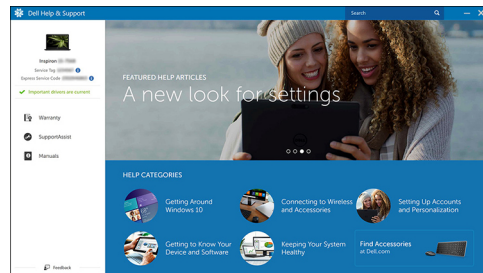 Dell Help & Support
Search
Inspiron
Service Tag
Express Service Code
Important drivers are current
Warranty
SupportAssist
Manuals
Feedback
FEATURED HELP ARTICLES
A new look for settings
HELP CATEGORIES
Getting Around
Windows 10
Connecting to Wireless
and Accessories
Setting Up Accounts
and Personalization
Getting to Know Your
Device and Software
Keeping Your System
Healthy
Find Accessories
at Dell.com